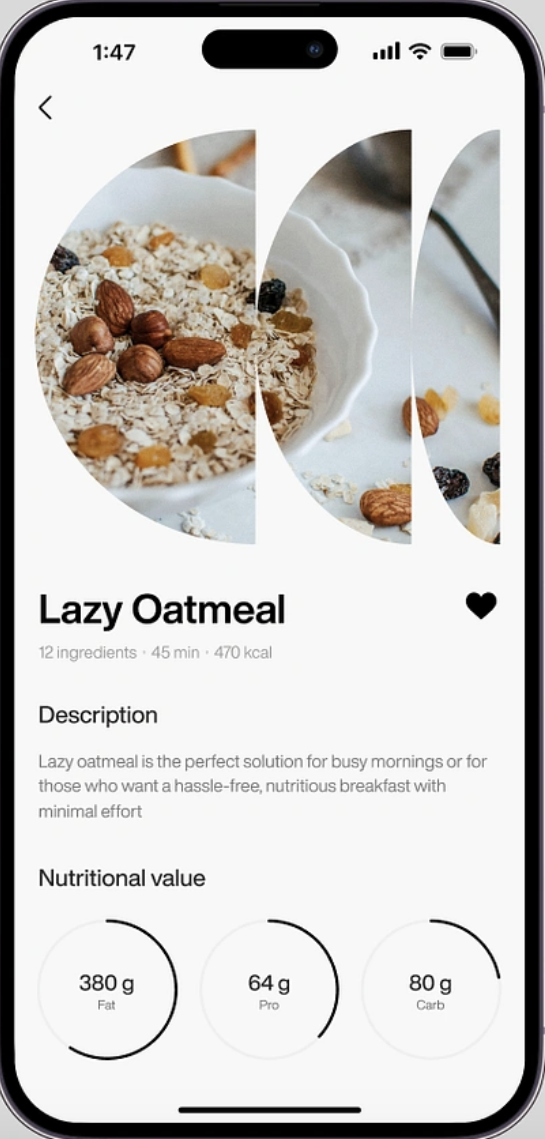 1:47
Lazy Oatmeal
12 ingredients · 45 min · 470 kcal
Description
Lazy oatmeal is the perfect solution for busy mornings or for
those who want a hassle-free, nutritious breakfast with
minimal effort
Nutritional value
380 g
Fat
64 g
Pro
80 g
Carb